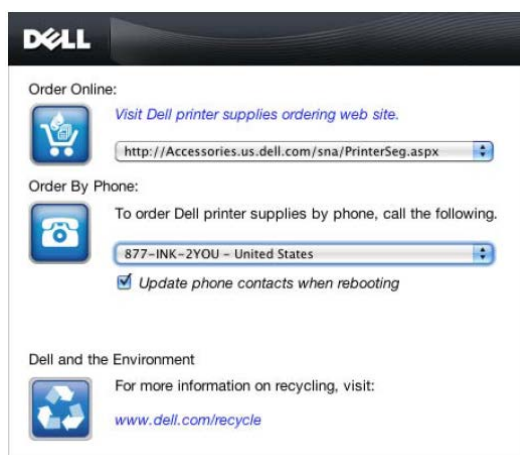 DELL
Order Online:
Visit Dell printer supplies ordering web site.
http://Accessories.us.dell.com/sna/PrinterSeg.aspx
Order By Phone:
To order Dell printer supplies by phone, call the following.
877-INK-2YOU - United States
Update phone contacts when rebooting
Dell and the Environment
For more information on recycling, visit:
www.dell.com/recycle